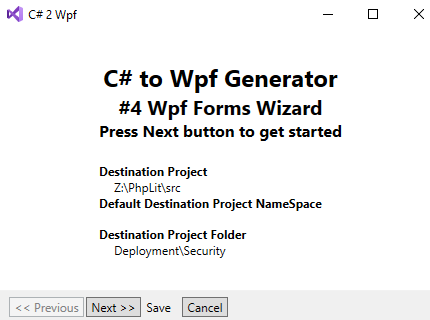 C# 2 Wpf
C# to Wpf Generator
#4 Wpf Forms Wizard
Press Next button to get started
Destination Project
Z:\PhpLit\src
Default Destination Project NameSpace
Destination Project Folder
Deployment\Security
<< Previous Next >> Save Cancel